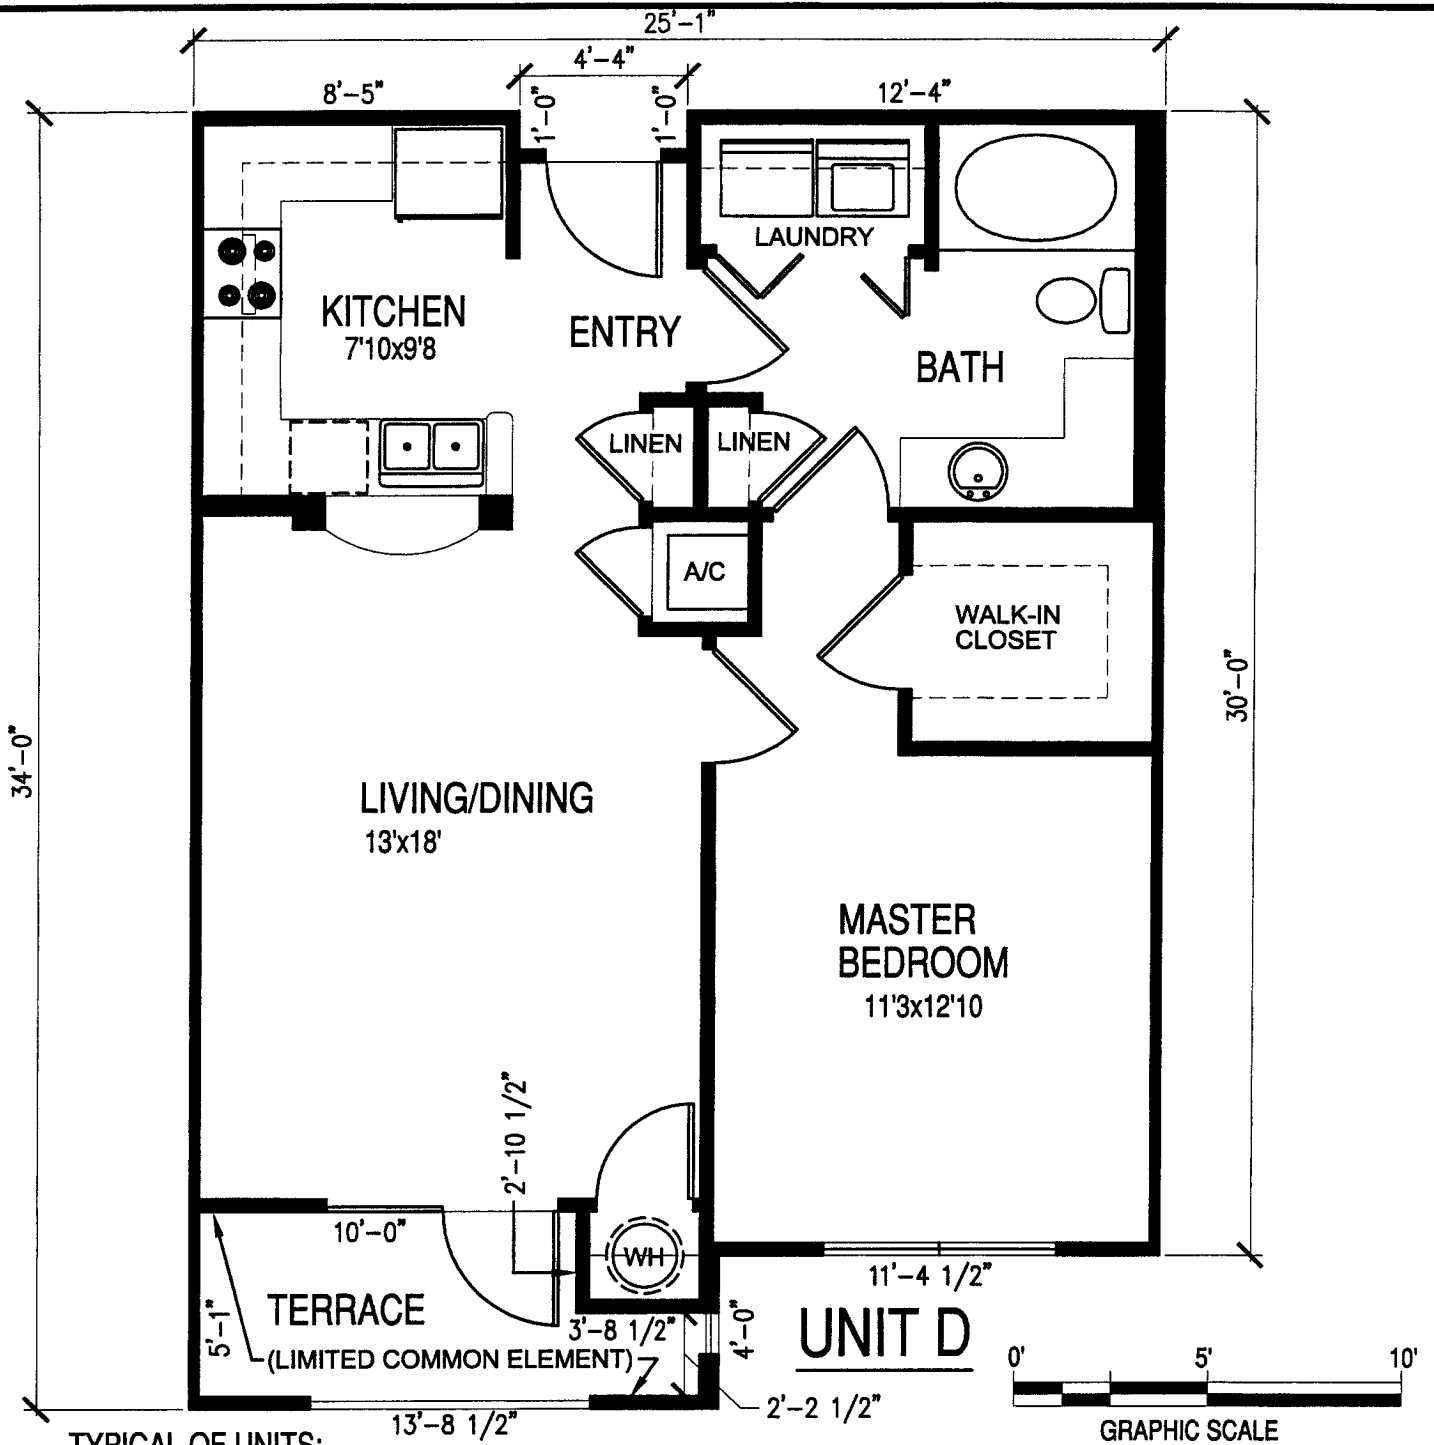 25'-1"
4'-4"
8'-5"
12'-4"
1'-0"
1'-0"
LAUNDRY
KITCHEN
7'10x9'8
ENTRY
BATH
LINEN
LINEN
A/C
WALK-IN
CLOSET
34'-0"
30'-0"
LIVING/DINING
13'x18'
MASTER
BEDROOM
11'3x12'10
2'-10 1/2"
10'-0"
WH
11'-4 1/2"
5'-1"
TERRACE
3'-8 1/2"
4'-0"
(LIMITED COMMON ELEMENT)
UNIT D
0' 5' 10'
2'-2 1/2"
13'-8 1/2"
GRAPHIC SCALE
TYPICAL OF UNITS: